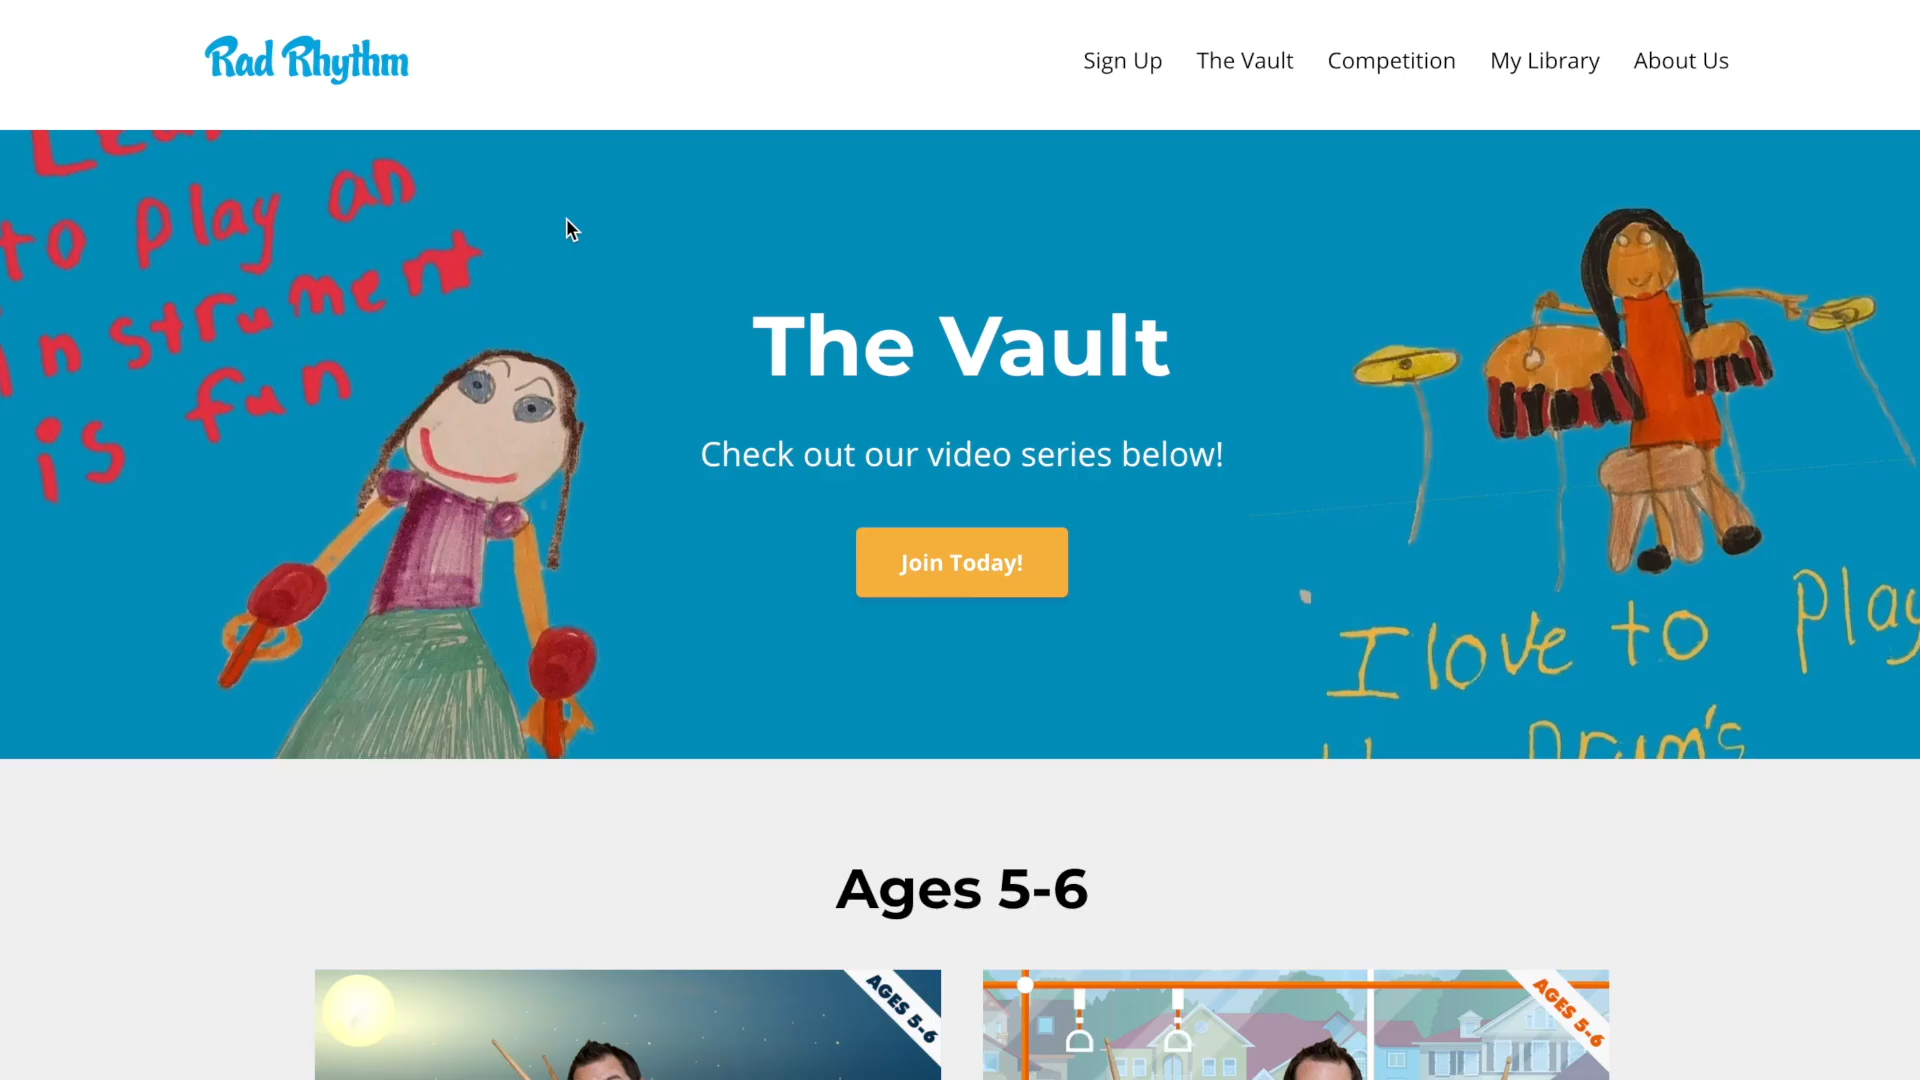 Rad Rhythm
Sign Up The Vault Competition My Library About Us
to play an
instrument
is fun
The Vault
Check out our video series below!
Join Today!
I love to play
Drum's
Ages 5-6
AGES 5-6
AGES 5-6